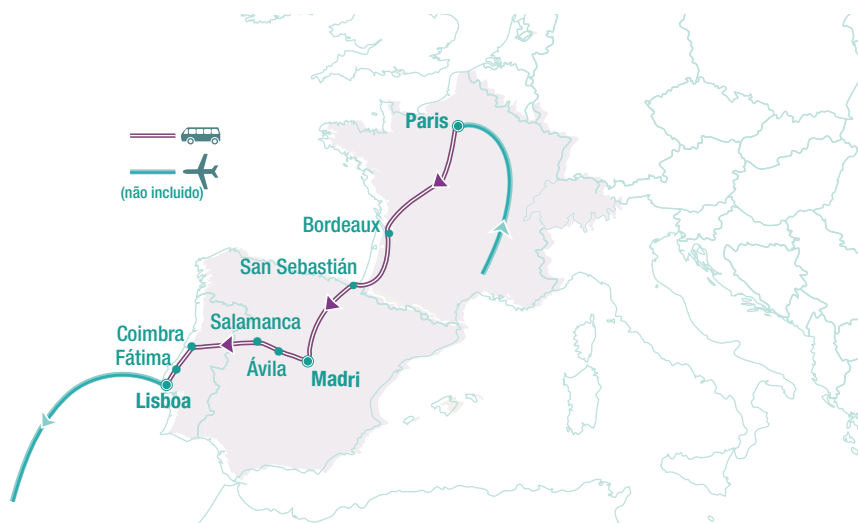 Paris
(não incluido)
Bordeaux
San Sebastián
Salamanca
Coimbra
Fátima
Ávila
Madri
Lisboa